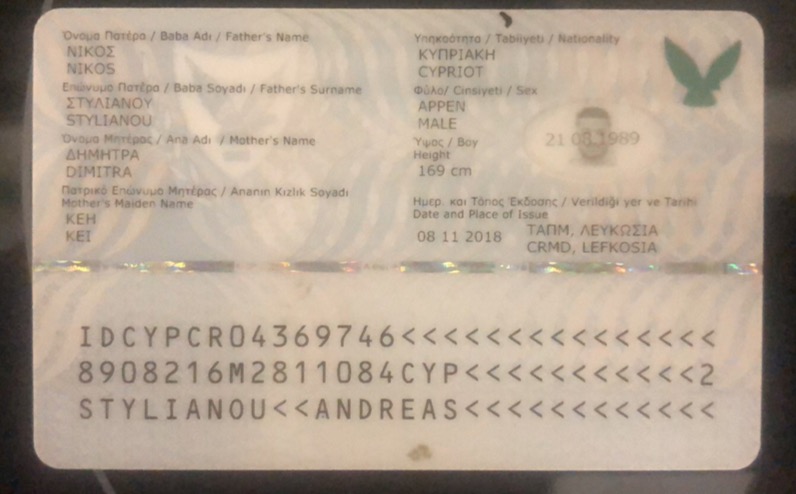 Όνομα Πατέρα / Baba Adı / Father's Name
ΝΙΚΟΣ
NIKOS
Επώνυμο Πατέρα / Baba Soyadı / Father's Surname
ΣΤΥΛΙΑΝΟΥ
STYLIANOU
Όνομα Μητέρας / Ana Adı / Mother's Name
ΔΗΜΗΤΡΑ
DIMITRA
Πατρικό Επώνυμο Μητέρας / Ananın Kızlık Soyadı
Mother's Maiden Name
ΚΕΗ
KEI
Υπηκοότητα / Tabiiyeti / Nationality
ΚΥΠΡΙΑΚΗ
CYPRIOT
Φύλο/ Cinsiyeti / Sex
ΑΡΡΕΝ
MALE
Ύψος / Boy
Height
169 cm
21 08 1989
Ημερ. και Τόπος Έκδοσης / Verildiği yer ve Tarihi
Date and Place of Issue
08 11 2018
ΤΑΠΜ, ΛΕΥΚΩΣΙΑ
CRMD, LEFKOSIA
IDCYPCR04369746<<<<<<<<<<<<<<<
8908216M2811084CYP<<<<<<<<<<<2
STYLIANOU<<ANDREAS<<<<<<<<<<<<